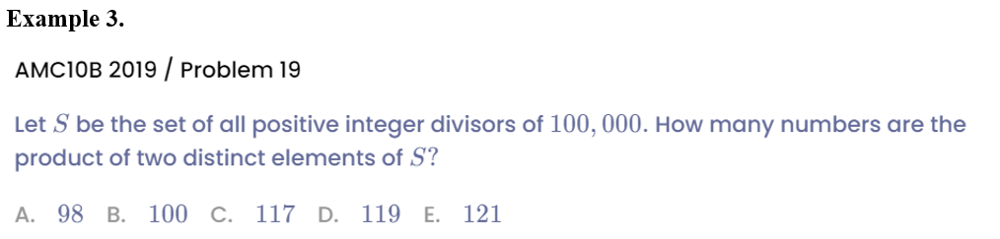 Example 3.
AMC10B 2019 / Problem 19
Let S be the set of all positive integer divisors of 100, 000. How many numbers are the
product of two distinct elements of S?
A. 98 B. 100 C. 117 D. 119 E. 121